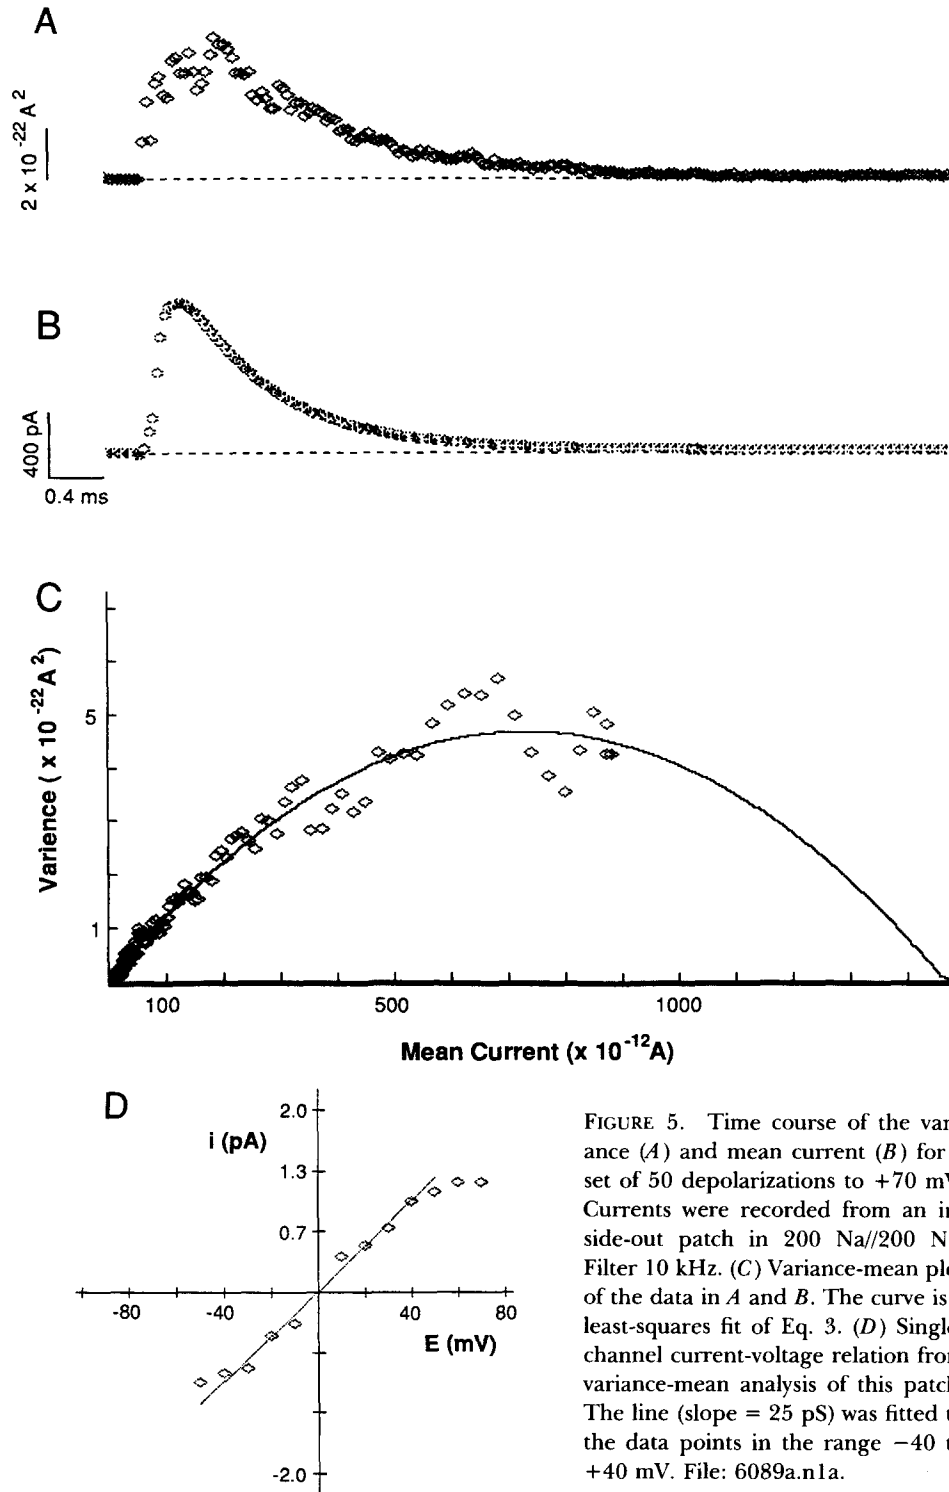 A
2 x 10 -22 A 2
B
400 pA
0.4 ms
C
Varience ( x 10 -22 A 2)
5
1
100 500 1000
Mean Current (x 10 -12 A)
D
2.0
i (pA)
1.3
0.7
-80 -40 40 80
E (mV)
-2.0
FIGURE 5. Time course of the var
ance (A) and mean current (B) for
set of 50 depolarizations to +70 mV
Currents were recorded from an in
side-out patch in 200 Na//200 N
Filter 10 kHz. (C) Variance-mean plo
of the data in A and B. The curve is
least-squares fit of Eq. 3. (D) Single
channel current-voltage relation from
variance-mean analysis of this patch
The line (slope = 25 pS) was fitted t
the data points in the range −40 t
+40 mV. File: 6089a.n1a.